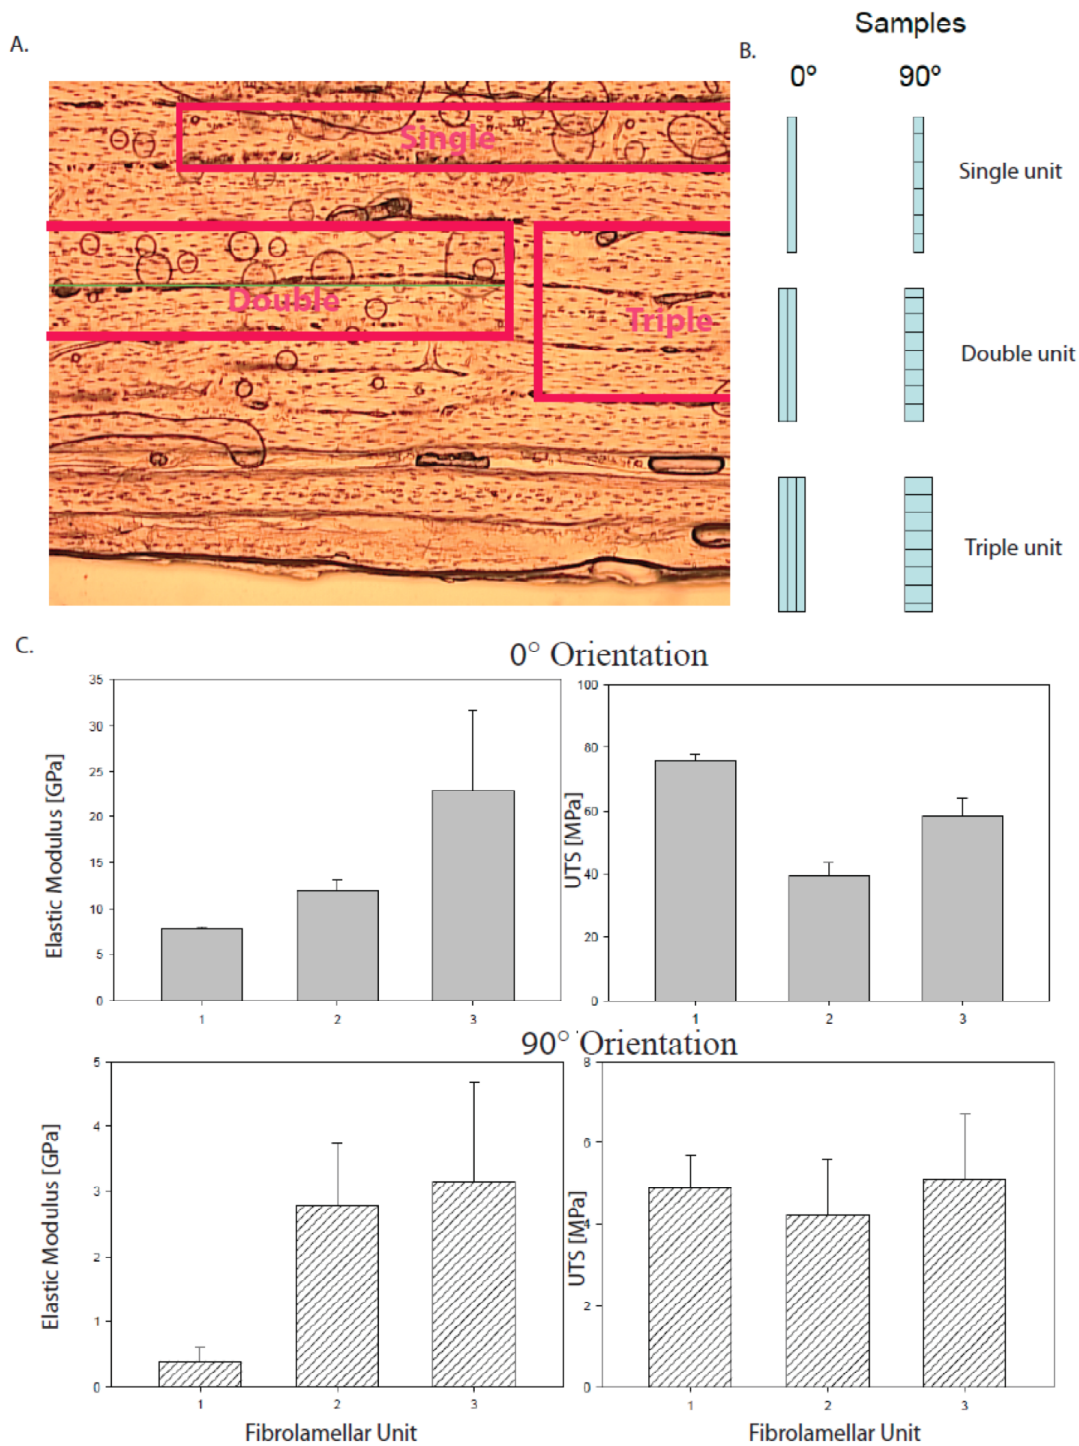 A.
Single
Double
Triple
B.
Samples
0º
90º
Single unit
Double unit
Triple unit
C.
0° Orientation
Elastic Modulus [GPa]
35
30
25
20
15
10
5
0
1
2
3
UTS [MPa]
100
80
60
40
20
0
1
2
3
90° Orientation
Elastic Modulus [GPa]
5
4
3
2
1
0
1
2
3
Fibrolamellar Unit
UTS [MPa]
8
6
4
2
0
1
2
3
Fibrolamellar Unit